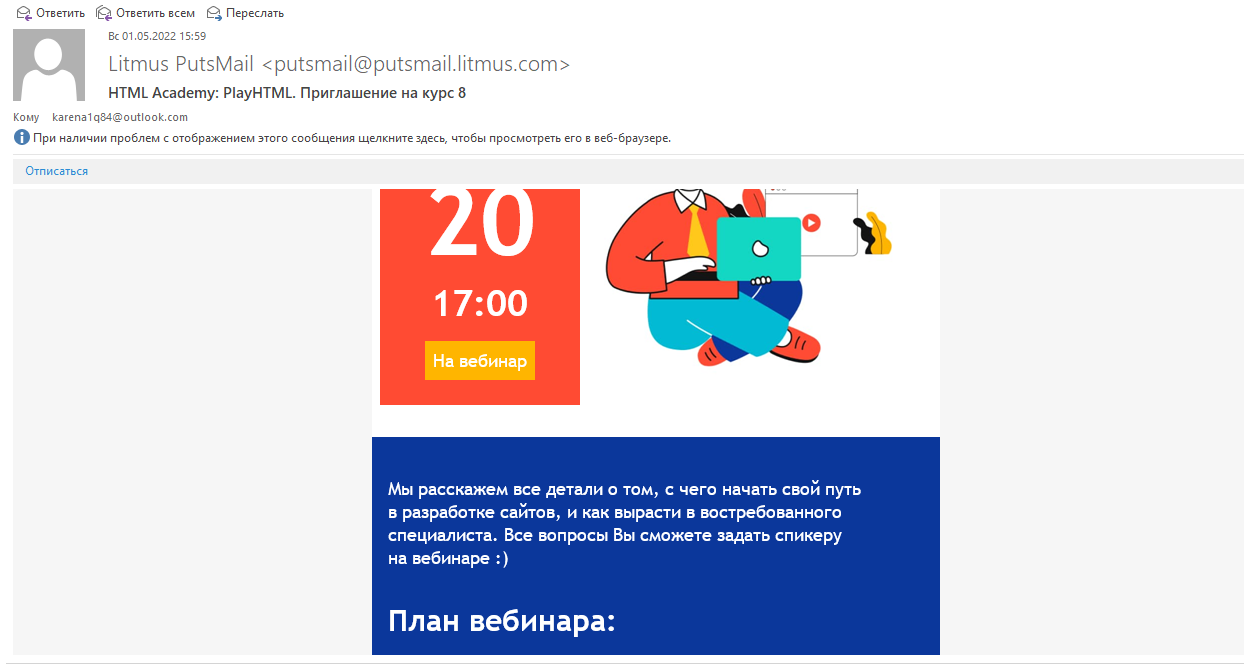 Ответить Ответить всем Переслать
Вс 01.05.2022 15:59
Litmus PutsMail <putsmail@putsmail.litmus.com>
HTML Academy: PlayHTML. Приглашение на курс 8
Кому karena1q84@outlook.com
При наличии проблем с отображением этого сообщения щелкните здесь, чтобы просмотреть его в веб-браузере.
Отписаться
20
17:00
На вебинар
Мы расскажем все детали о том, с чего начать свой путь
в разработке сайтов, и как вырасти в востребованного
специалиста. Все вопросы Вы сможете задать спикеру
на вебинаре :)
План вебинара: